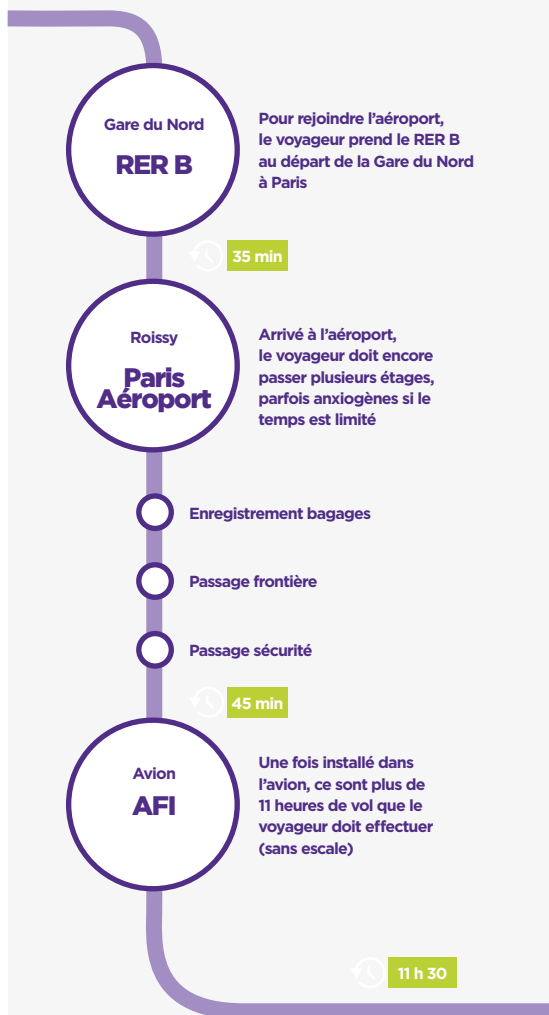 Gare du Nord
RER B
Pour rejoindre l’aéroport,
le voyageur prend le RER B
au départ de la Gare du Nord
à Paris
35 min
Roissy
Paris
Aéroport
Arrivé à l’aéroport,
le voyageur doit encore
passer plusieurs étages,
parfois anxiogènes si le
temps est limité
Enregistrement bagages
Passage frontière
Passage sécurité
45 min
Avion
AFI
Une fois installé dans
l’avion, ce sont plus de
11 heures de vol que le
voyageur doit effectuer
(sans escale)
11 h 30